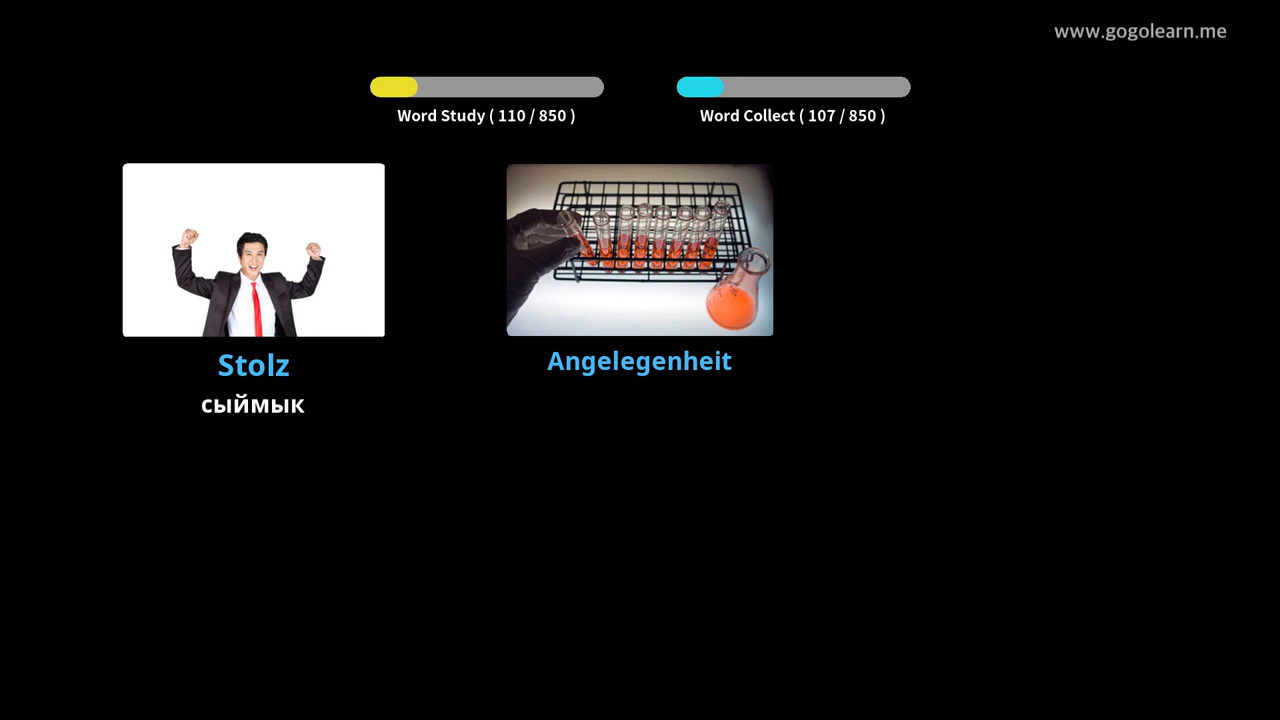 www.gogolearn.me
Word Study ( 110 / 850 )
Word Collect ( 107 / 850 )
Stolz
сыймык
Angelegenheit